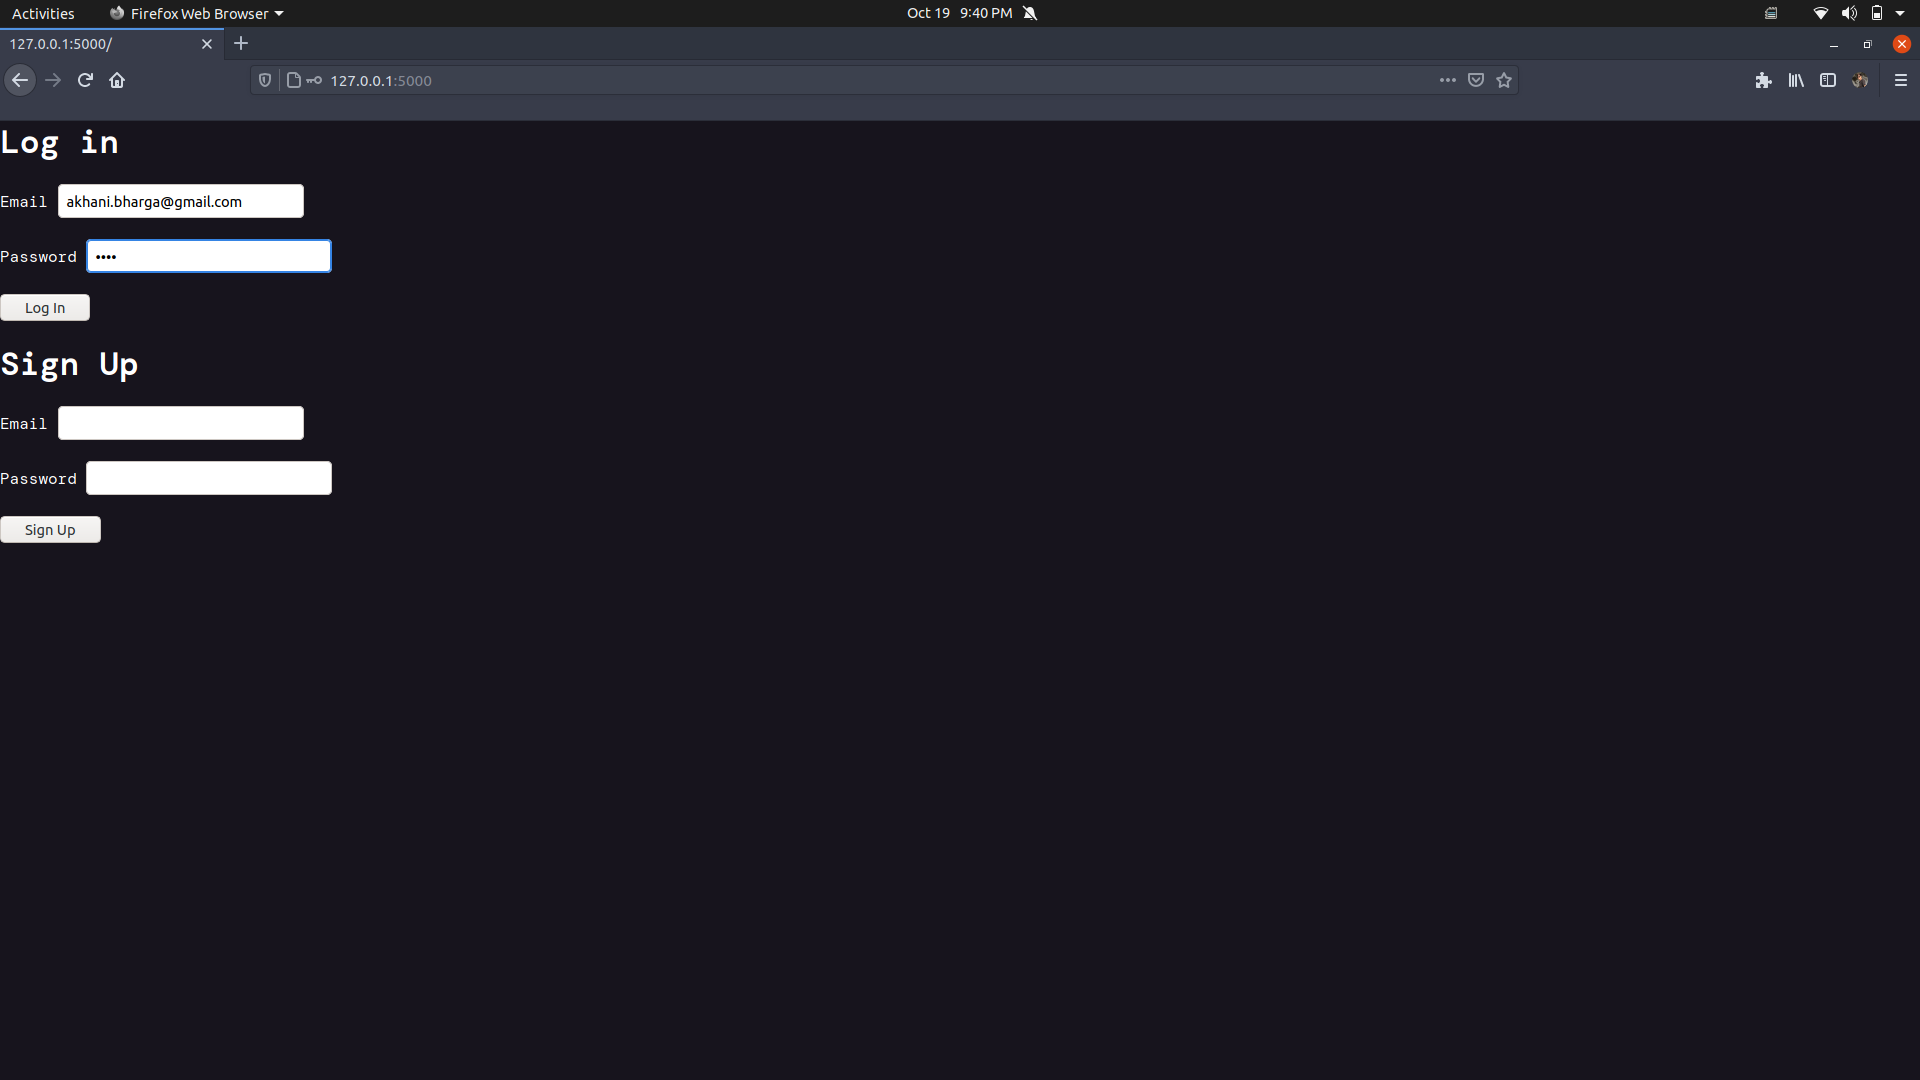 Activities Firefox Web Browser Oct 19 9:40 PM
127.0.0.1:5000/
127.0.0.1:5000
Log in
Email akhani.bharga@gmail.com
Password ••••
Log In
Sign Up
Email
Password
Sign Up